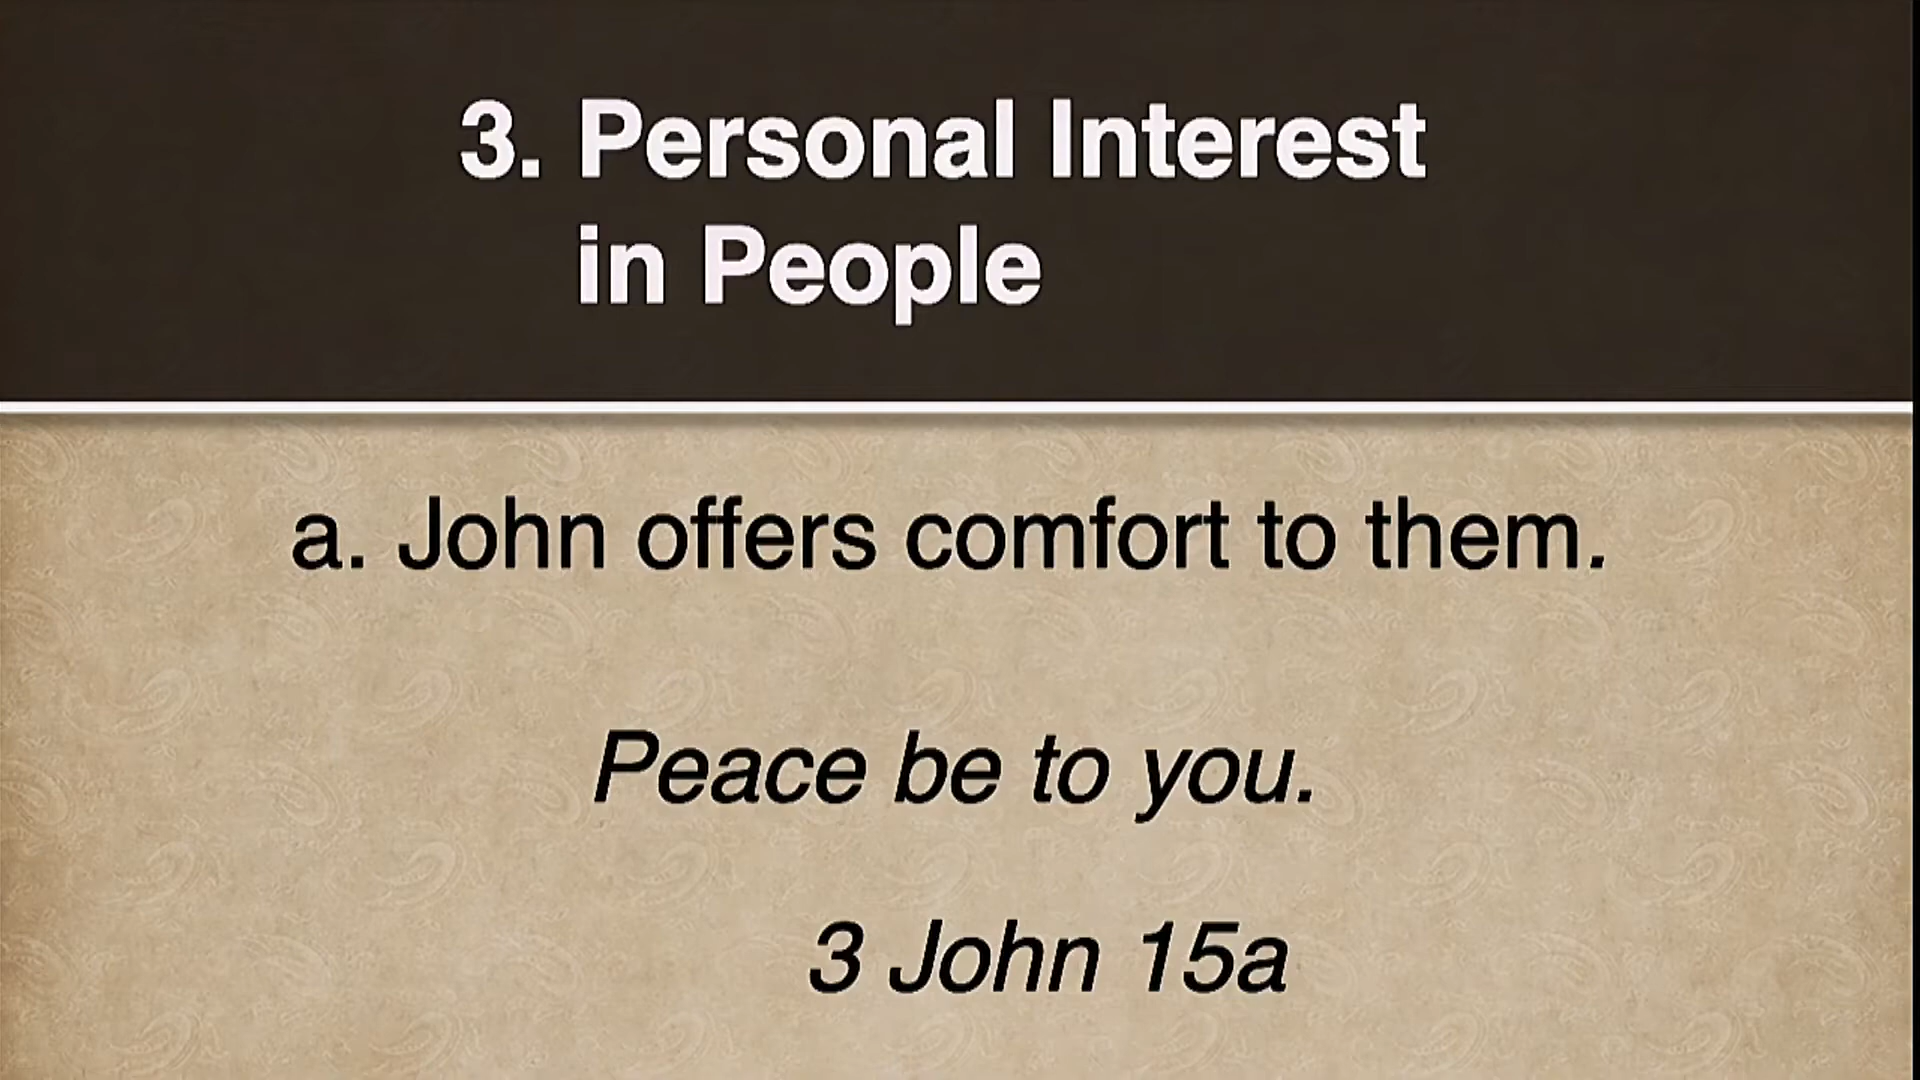 3. Personal Interest
in People
a. John offers comfort to them.
Peace be to you.
3 John 15a